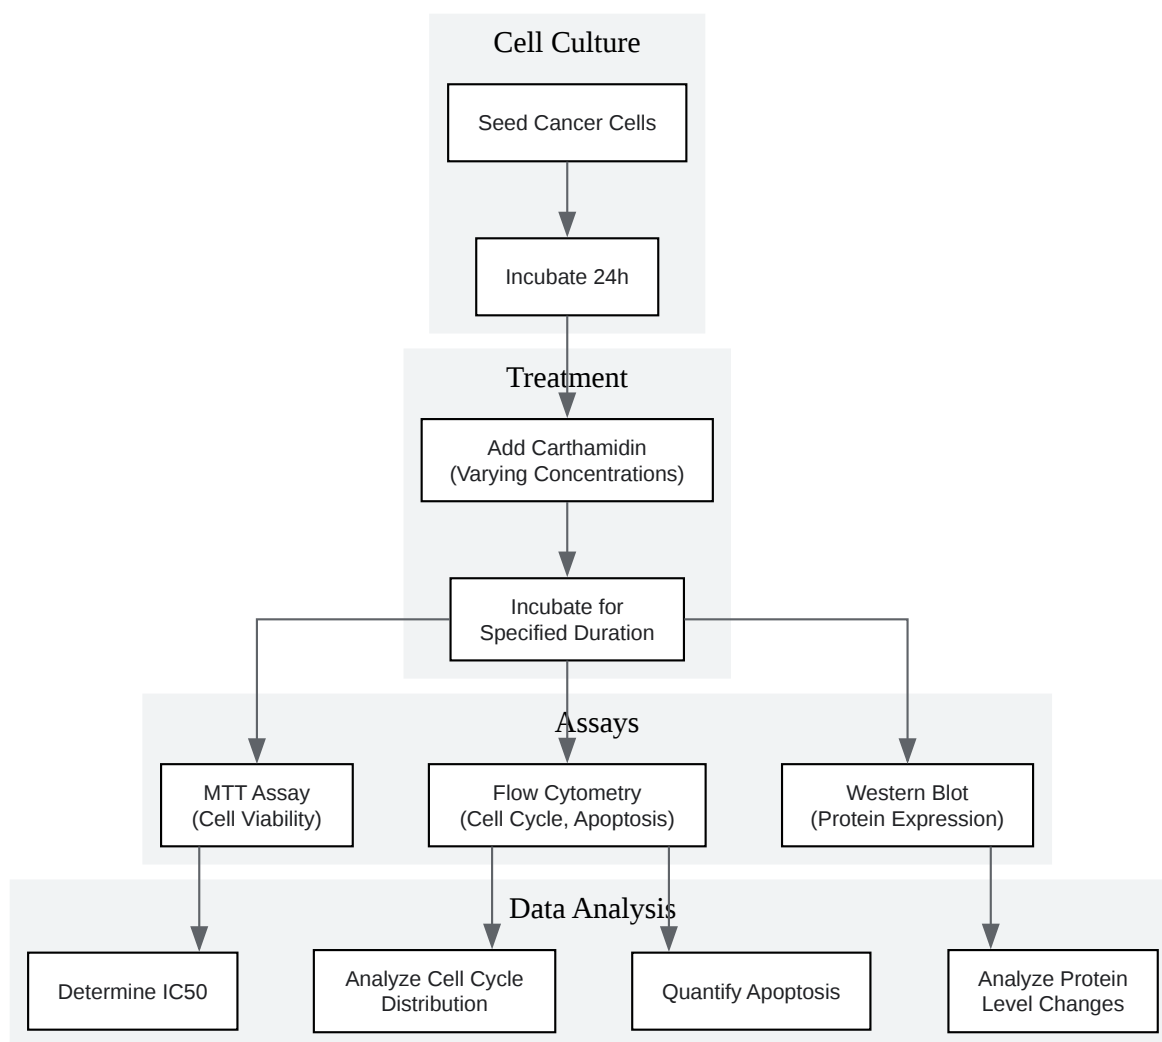 Cell Culture
Seed Cancer Cells
Incubate 24h
Treatment
Add Carthamidin
(Varying Concentrations)
Incubate for
Specified Duration
Assays
MTT Assay
(Cell Viability)
Flow Cytometry
(Cell Cycle, Apoptosis)
Western Blot
(Protein Expression)
Data Analysis
Determine IC50
Analyze Cell Cycle
Distribution
Quantify Apoptosis
Analyze Protein
Level Changes